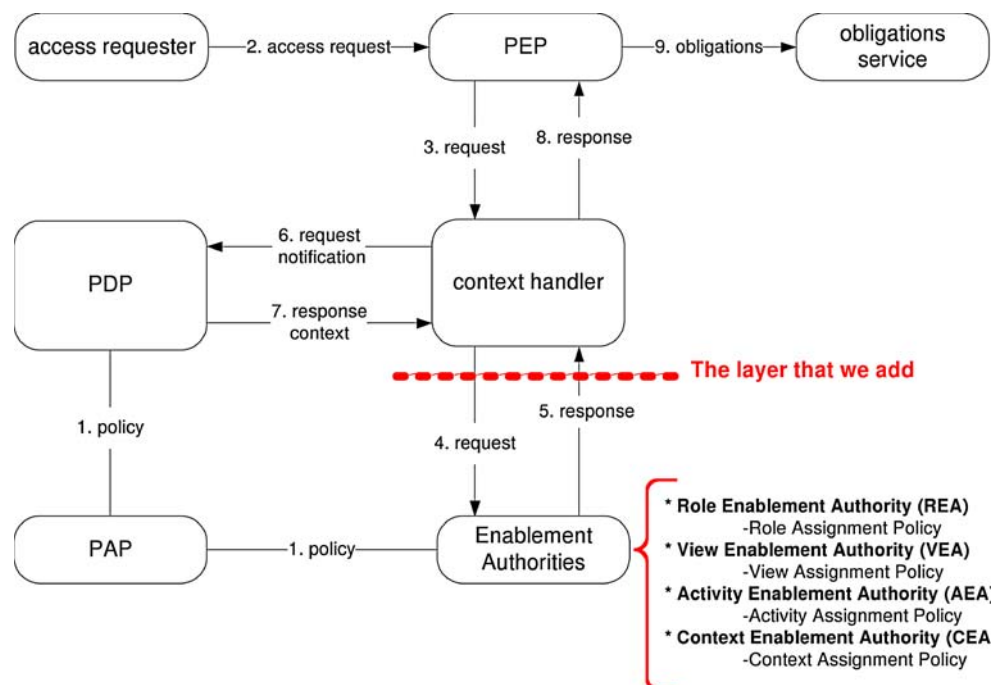 access requester
2. access request
PEP
9. obligations
obligations
service
3. request
8. response
6. request
notification
PDP
context handler
7. response
context
The layer that we add
1. policy
4. request
5. response
PAP
1. policy
Enablement
Authorities
* Role Enablement Authority (REA)
-Role Assignment Policy
* View Enablement Authority (VEA)
-View Assignment Policy
* Activity Enablement Authority (AEA)
-Activity Assignment Policy
* Context Enablement Authority (CEA
-Context Assignment Policy